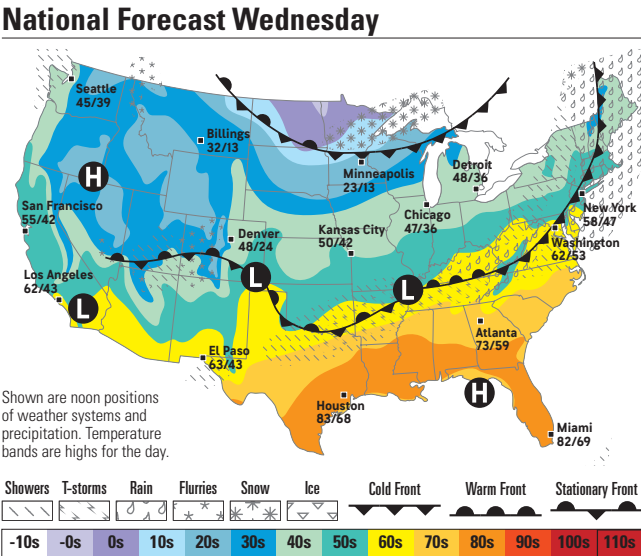 National Forecast Wednesday
Seattle
45/39
Billings
32/13
Minneapolis
23/13
Detroit
48/36
H
San Francisco
55/42
New York
58/47
Chicago
47/36
Kansas City
50/42
Denver
48/24
Washington
62/53
Los Angeles
62/43
L
L
L
El Paso
63/43
Atlanta
73/59
H
Houston
83/68
Miami
82/69
Shown are noon positions
of weather systems and
precipitation. Temperature
bands are highs for the day.
Showers T-storms Rain Flurries Snow Ice Cold Front Warm Front Stationary Front
-10s -0s 0s 10s 20s 30s 40s 50s 60s 70s 80s 90s 100s 110s